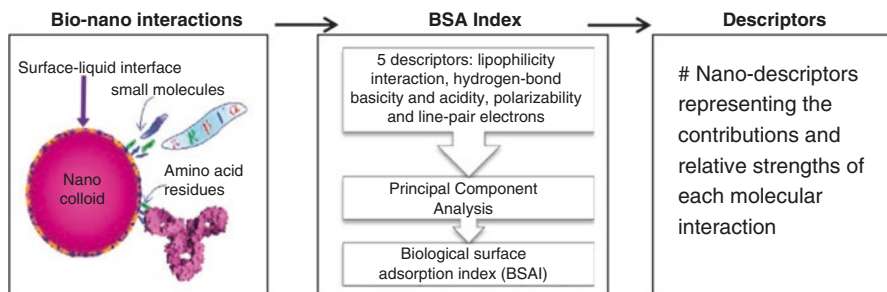 Bio-nano interactions
BSA Index
Descriptors
Surface-liquid interface
small molecules
Amino acid
residues
Nano
colloid
5 descriptors: lipophilicity
interaction, hydrogen-bond
basicity and acidity, polarizability
and line-pair electrons
Principal Component
Analysis
Biological surface
adsorption index (BSAI)
# Nano-descriptors
representing the
contributions and
relative strengths of
each molecular
interaction